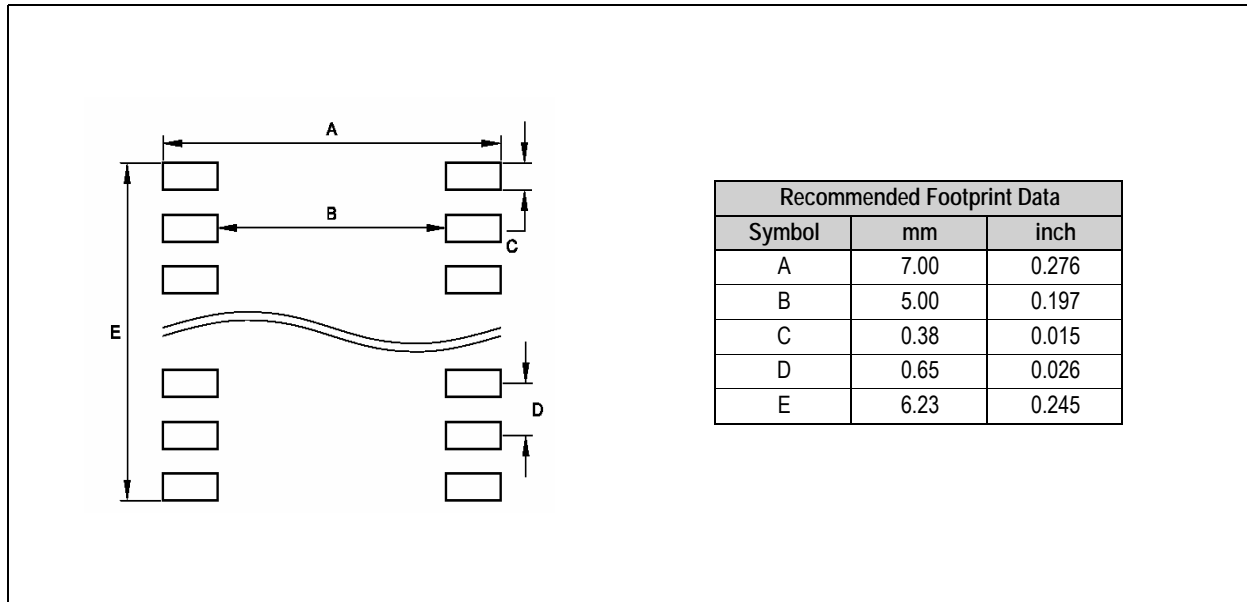 A
B
C
E
D
Recommended Footprint Data
Symbol mm inch
A 7.00 0.276
B 5.00 0.197
C 0.38 0.015
D 0.65 0.026
E 6.23 0.245